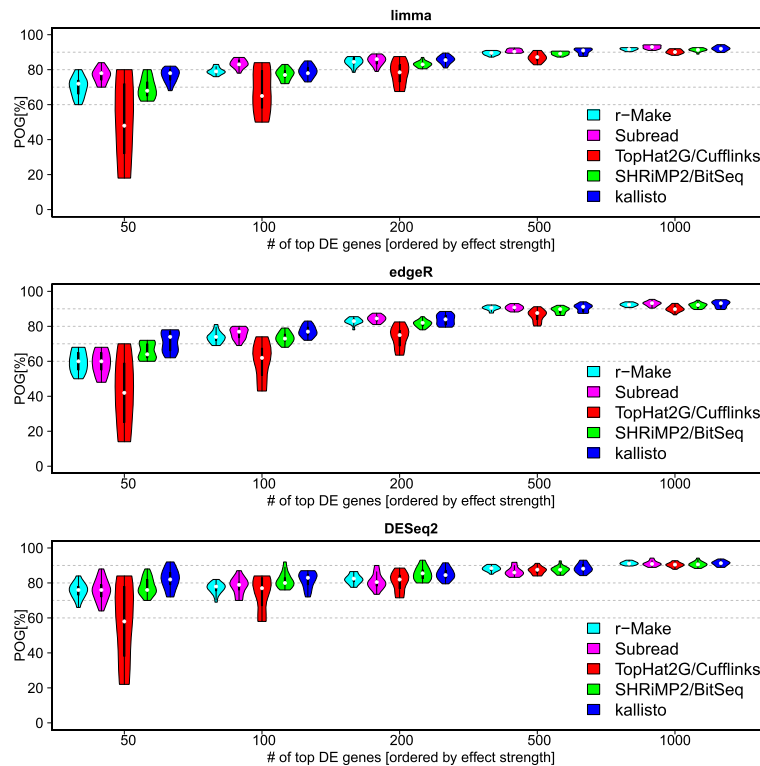 limma
100
80
60
40
20
0
POG[%]
r−Make
Subread
TopHat2G/Cufflinks
SHRiMP2/BitSeq
kallisto
50 100 200 500 1000
# of top DE genes [ordered by effect strength]
edgeR
100
80
60
40
20
0
POG[%]
r−Make
Subread
TopHat2G/Cufflinks
SHRiMP2/BitSeq
kallisto
50 100 200 500 1000
# of top DE genes [ordered by effect strength]
DESeq2
100
80
60
40
20
0
POG[%]
r−Make
Subread
TopHat2G/Cufflinks
SHRiMP2/BitSeq
kallisto
50 100 200 500 1000
# of top DE genes [ordered by effect strength]